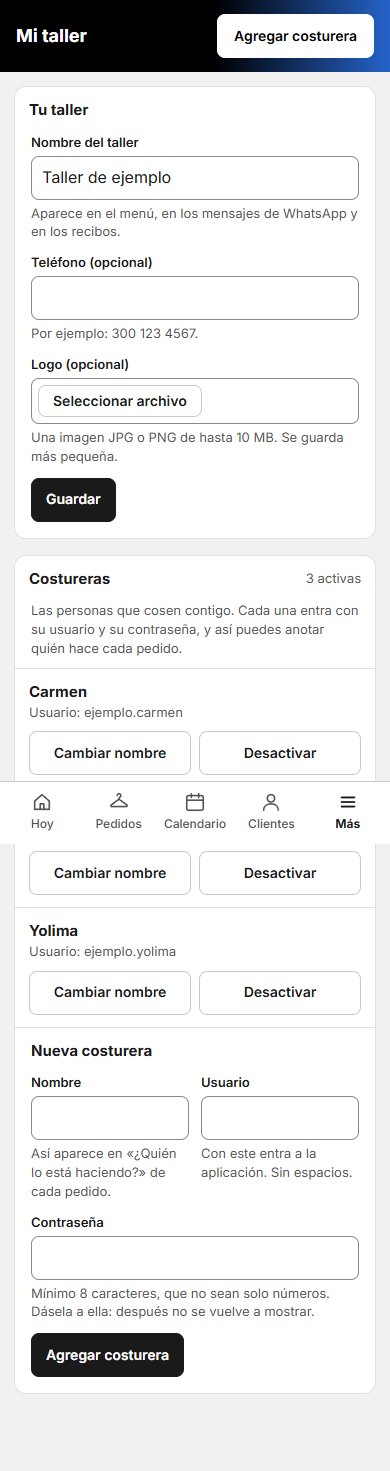 Mi taller
Agregar costurera
Tu taller
Nombre del taller
Taller de ejemplo
Aparece en el menú, en los mensajes de WhatsApp y
en los recibos.
Teléfono (opcional)
Por ejemplo: 300 123 4567.
Logo (opcional)
Seleccionar archivo
Una imagen JPG o PNG de hasta 10 MB. Se guarda
más pequeña.
Guardar
Costureras
3 activas
Las personas que cosen contigo. Cada una entra con
su usuario y su contraseña, y así puedes anotar
quién hace cada pedido.
Carmen
Usuario: ejemplo.carmen
Cambiar nombre
Desactivar
Hoy
Pedidos
Calendario
Clientes
Más
Cambiar nombre
Desactivar
Yolima
Usuario: ejemplo.yolima
Cambiar nombre
Desactivar
Nueva costurera
Nombre
Usuario
Así aparece en «¿Quién
lo está haciendo?» de
cada pedido.
Con este entra a la
aplicación. Sin espacios.
Contraseña
Mínimo 8 caracteres, que no sean solo números.
Dásela a ella: después no se vuelve a mostrar.
Agregar costurera